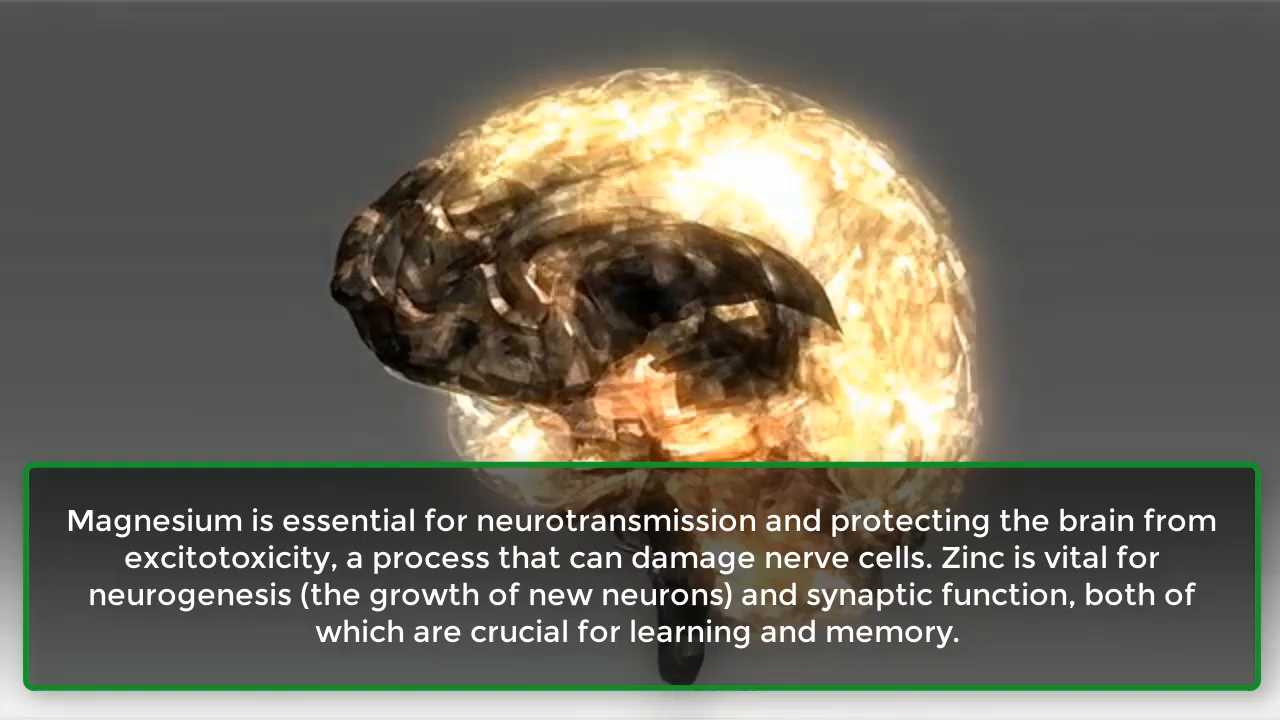 Magnesium is essential for neurotransmission and protecting the brain from
excitotoxicity, a process that can damage nerve cells. Zinc is vital for
neurogenesis (the growth of new neurons) and synaptic function, both of
which are crucial for learning and memory.